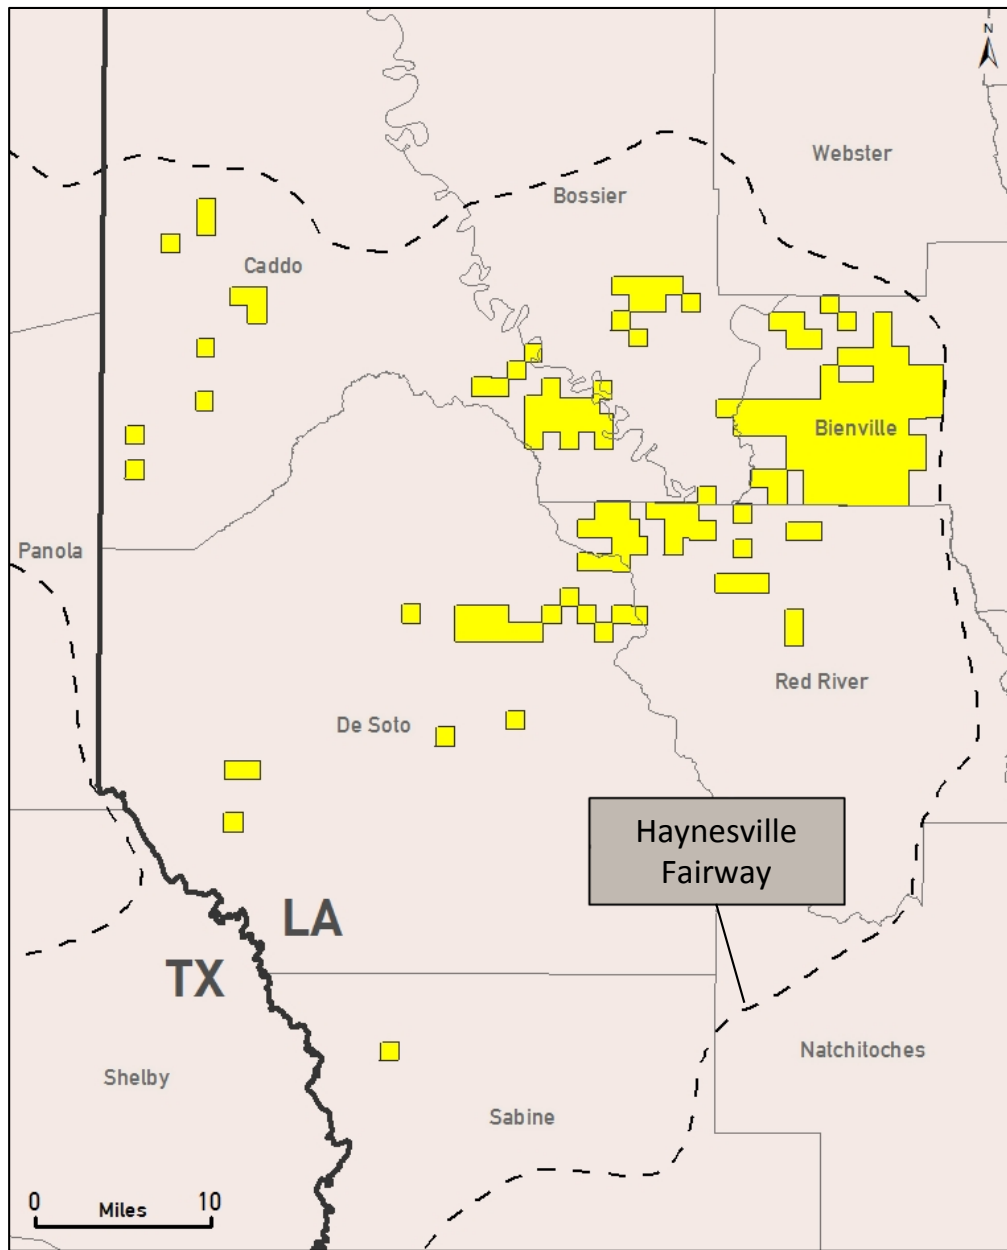 N
Webster
Bossier
Caddo
Bienville
Panola
Red River
De Soto
Haynesville
Fairway
LA
TX
Natchitoches
Shelby
Sabine
0 10
Miles